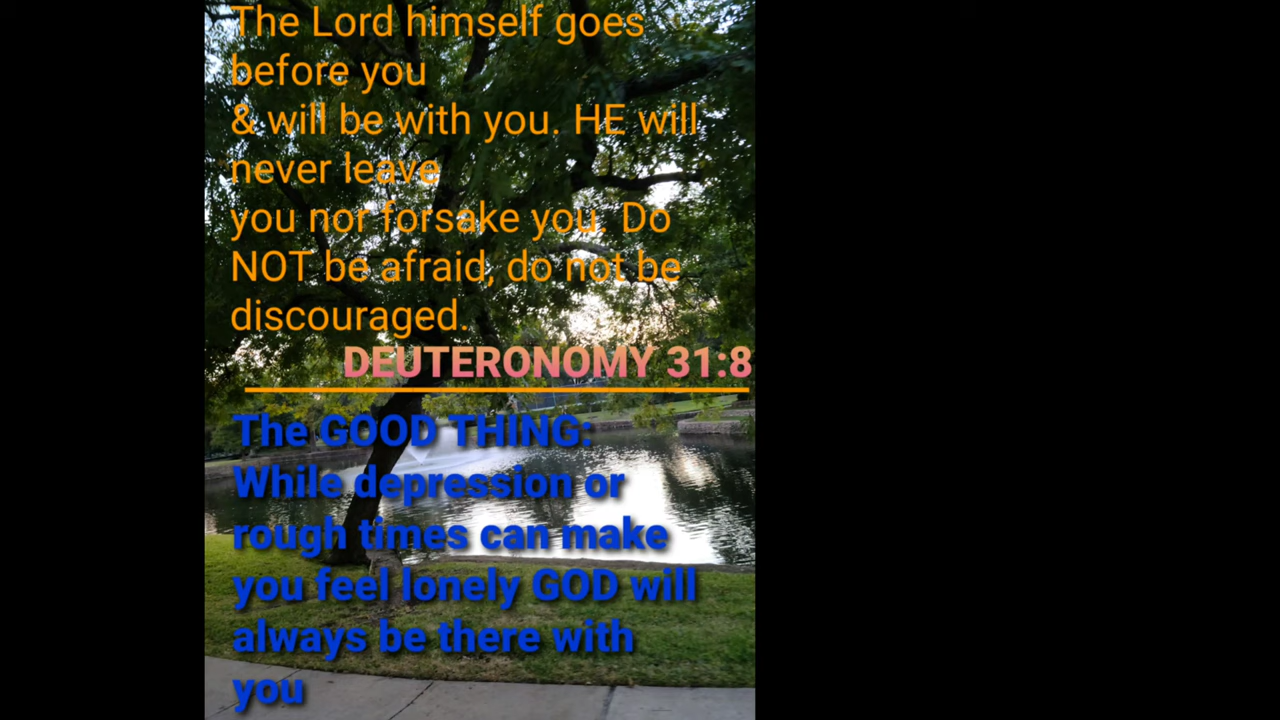 The Lord himself goes
before you
& will be with you. HE will
never leave
you nor forsake you. Do
NOT be afraid, do not be
discouraged.
DEUTERONOMY 31:8
The GOOD THING:
While depression or
rough times can make
you feel lonely GOD will
always be there with
you